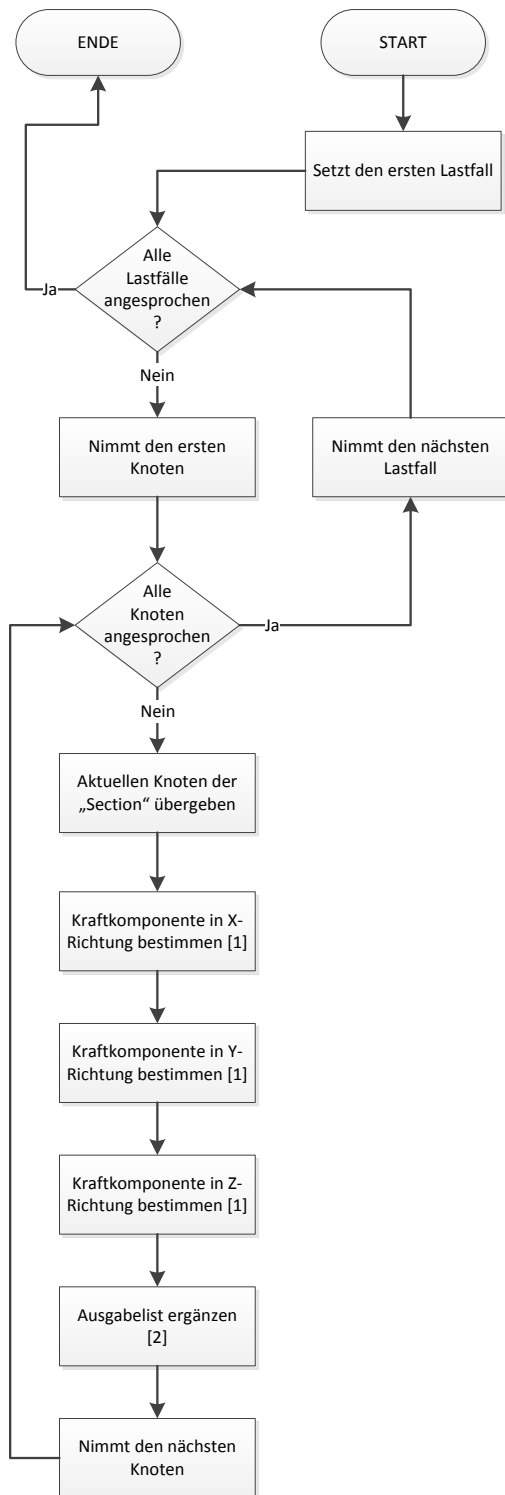 ENDE
START
Setzt den ersten Lastfall
Alle
Lastfälle
angesprochen
?
Ja
Nein
Nimmt den ersten
Knoten
Nimmt den nächsten
Lastfall
Alle
Knoten
angesprochen
?
Ja
Nein
Aktuellen Knoten der
„Section“ übergeben
Kraftkomponente in X-
Richtung bestimmen [1]
Kraftkomponente in Y-
Richtung bestimmen [1]
Kraftkomponente in Z-
Richtung bestimmen [1]
Ausgabelist ergänzen
[2]
Nimmt den nächsten
Knoten